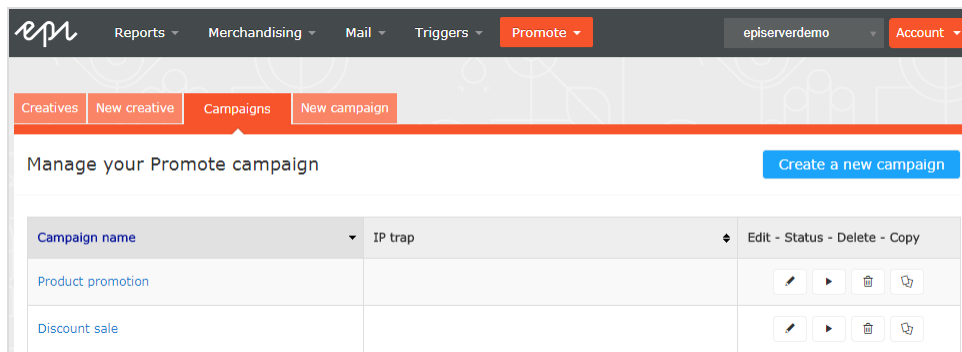 epi Reports Merchandising Mail Triggers Promote episerverdemo Account
Creatives New creative Campaigns New campaign
Manage your Promote campaign Create a new campaign
Campaign name IP trap Edit - Status - Delete - Copy
Product promotion
Discount sale